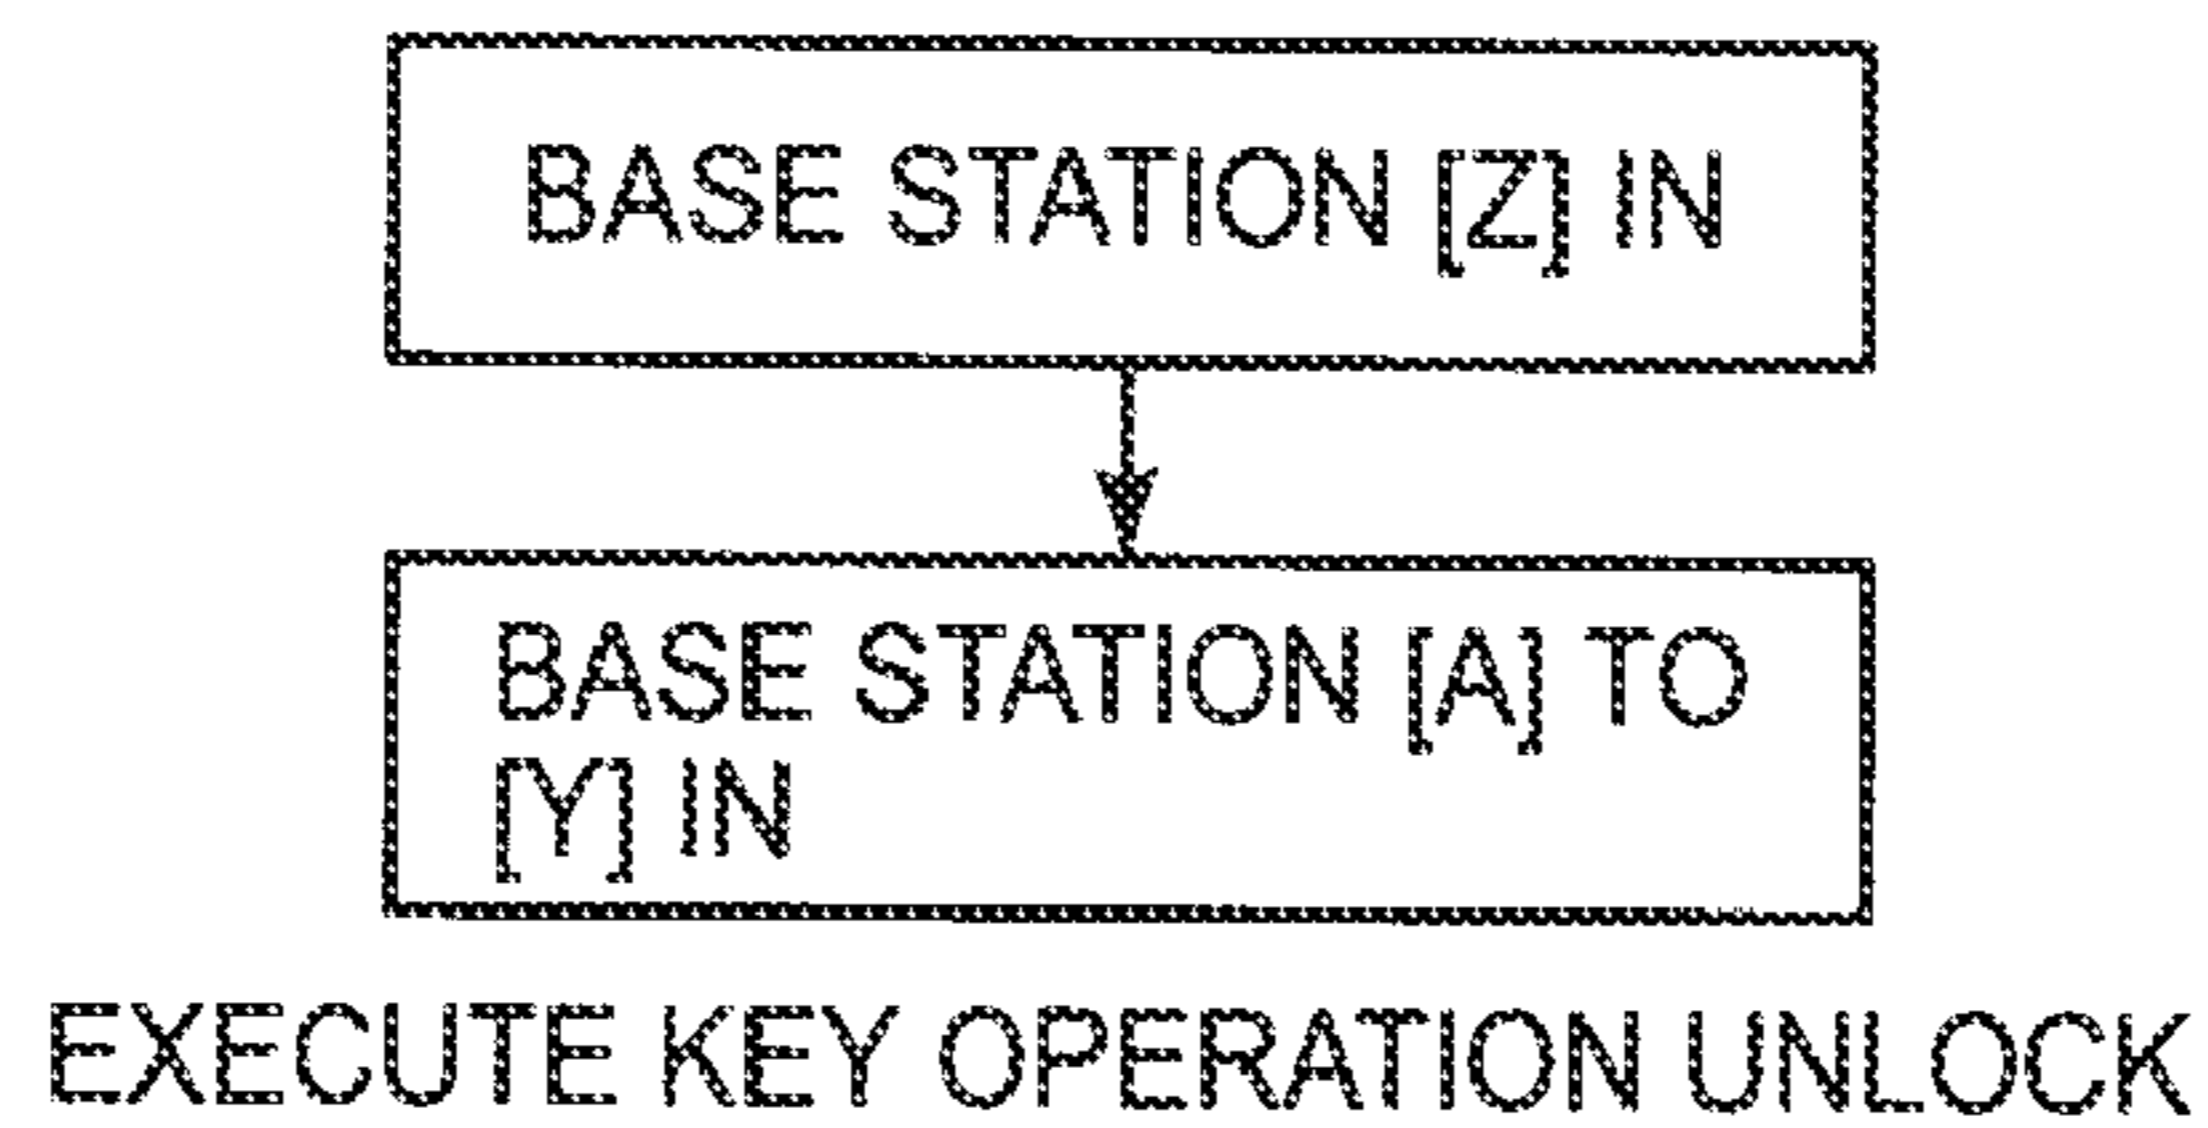 BASE STATION [Z] IN
BASE STATION [A] TO
[Y] IN
EXECUTE KEY OPERATION UNLOCK